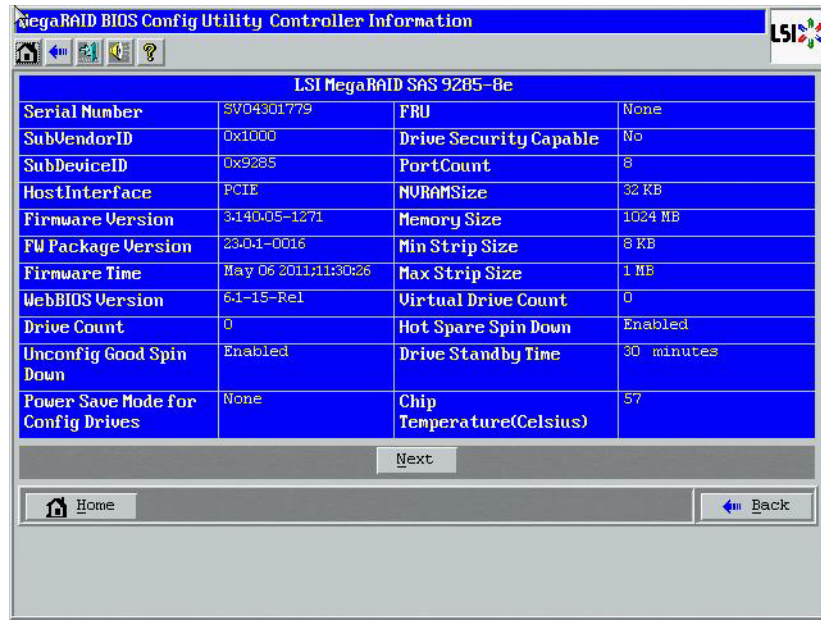 MegaRAID BIOS Config Utility Controller Information
LSI
LSI MegaRAID SAS 9285-8e
Serial Number SV04301779 FRU None
SubVendorID 0x1000 Drive Security Capable No
SubDeviceID 0x9285 PortCount 8
HostInterface PCIE NVRAMSize 32 KB
Firmware Version 3.140.05-1271 Memory Size 1024 MB
FW Package Version 23.0.1-0016 Min Strip Size 8 KB
Firmware Time May 06 2011;11:30:26 Max Strip Size 1 MB
WebBIOS Version 6.1-15-Rel Virtual Drive Count 0
Drive Count 0 Hot Spare Spin Down Enabled
Unconfig Good Spin Enabled Drive Standby Time 30 minutes
Down
Power Save Mode for None Chip 57
Config Drives Temperature(Celsius)
Next
Home Back